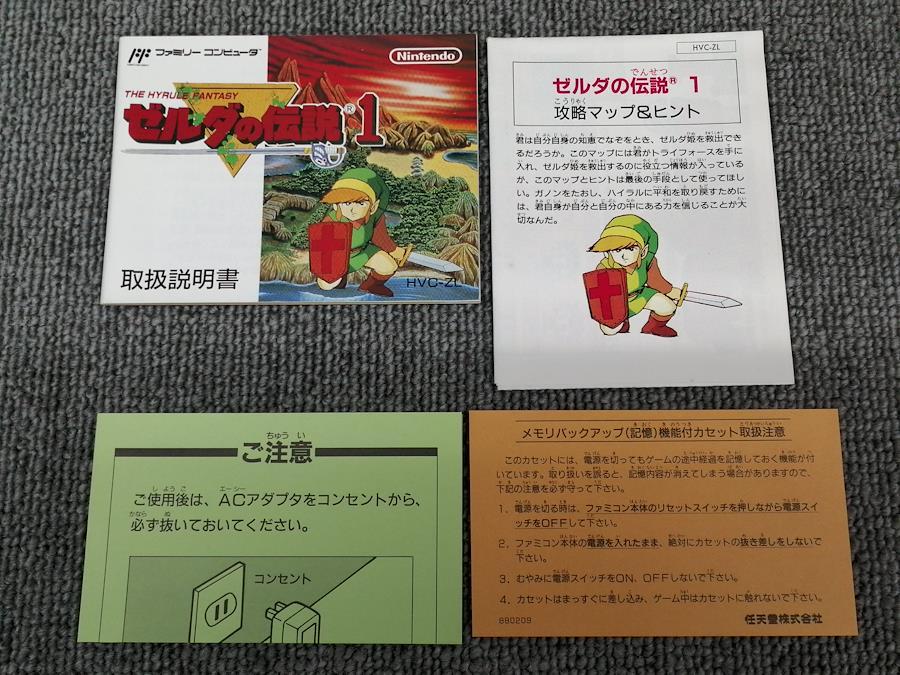 ファミリー コンピュータ
Nintendo
THE HYRULE FANTASY
ゼルダの伝説® 1
取扱説明書
HVC-ZL
HVC-ZL
でんせつ
ゼルダの伝説® 1
こうりゃく
攻略マップ&ヒント
君は自分自身の知恵でなぞをとき、ゼルダ姫を救出でき
るだろうか。このマップには君がトライフォースを手に
入れ、ゼルダ姫を救出するのに役立つ情報が入っている
が、このマップとヒントは最後の手段として使ってほし
い。ガノンをたおし、ハイラルに平和を取り戻すために
は、君自身が自分と自分の中にある力を信じることが大
切なんだ。
ちゅう い
ご注意
し よう ご
エーシー
ご使用後は、ACアダプタをコンセントから、
かなら ぬ
必ず抜いておいてください。
コンセント
メモリバックアップ(記憶)機能付カセット取扱注意
このカセットには、電源を切ってもゲームの途中経過を記憶しておく機能が付
いています。取り扱いを誤ると、記憶内容が消えてしまう場合がありますので、
下記の注意を必ず守って下さい。
1. 電源を切る時は、ファミコン本体のリセットスイッチを押しながら電源スイ
ッチをOFFして下さい。
2. ファミコン本体の電源を入れたまま、絶対にカセットの抜き差しをしないで
下さい。
3. むやみに電源スイッチをON、OFFしないで下さい。
4. カセットはまっすぐに差し込み、ゲーム中はカセットに触れないで下さい。
880209
任天堂株式会社